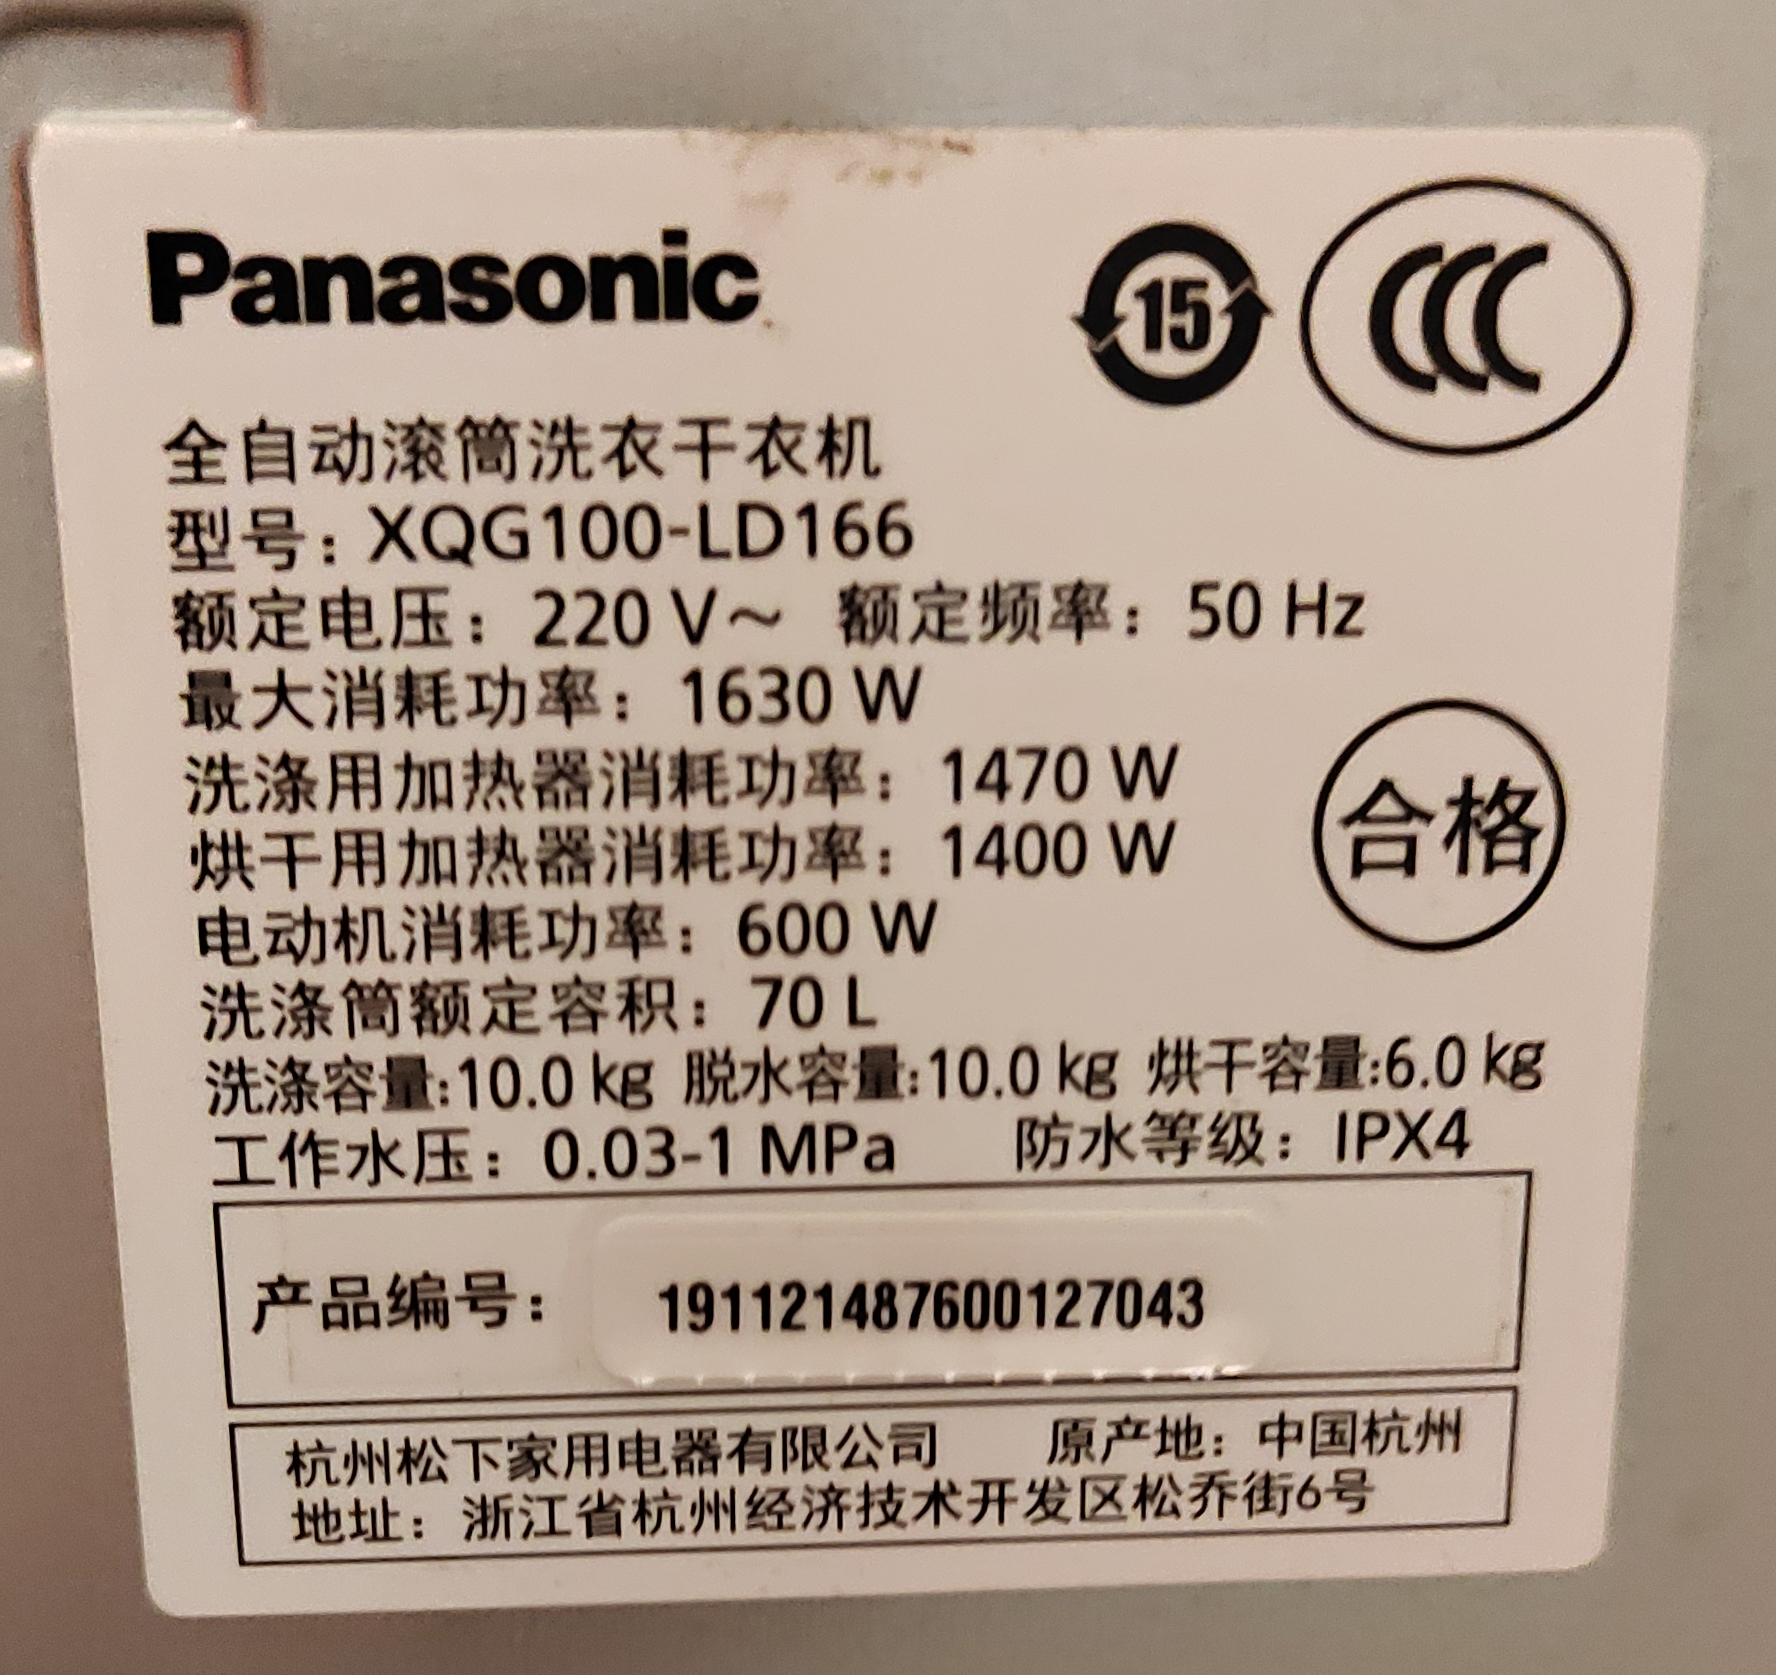 Panasonic
15
CCC
全自动滚筒洗衣干衣机
型号：XQG100-LD166
额定电压：220 V～ 额定频率：50 Hz
最大消耗功率：1630 W
洗涤用加热器消耗功率：1470 W
烘干用加热器消耗功率：1400 W
合格
电动机消耗功率：600 W
洗涤筒额定容积：70 L
洗涤容量:10.0 kg 脱水容量:10.0 kg 烘干容量:6.0 kg
工作水压：0.03-1 MPa 防水等级：IPX4
产品编号： 191121487600127043
杭州松下家用电器有限公司 原产地：中国杭州
地址：浙江省杭州经济技术开发区松乔街6号